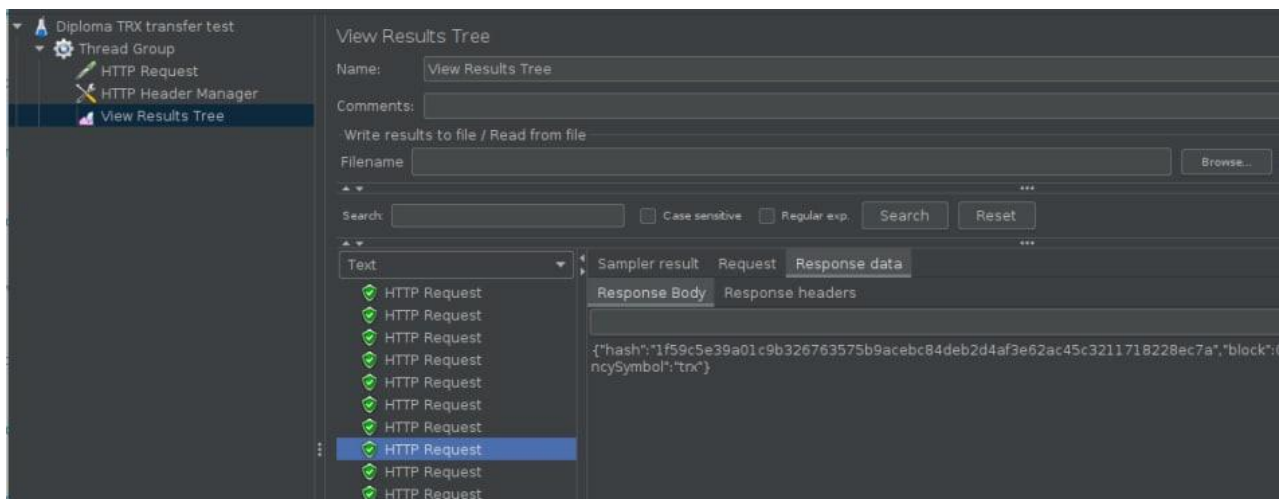 Diploma TRX transfer test
Thread Group
HTTP Request
HTTP Header Manager
View Results Tree
View Results Tree
Name: View Results Tree
Comments:
Write results to file / Read from file
Filename Browse...
Search: Case sensitive Regular exp. Search Reset
Text Sampler result Request Response data
HTTP Request Response Body Response headers
HTTP Request
HTTP Request
{"hash":"1f59c5e39a01c9b326763575b9acebc84deb2d4af3e62ac45c3211718228ec7a","block":
HTTP Request
ncySymbol":"trx"}
HTTP Request
HTTP Request
HTTP Request
HTTP Request
HTTP Request
HTTP Request